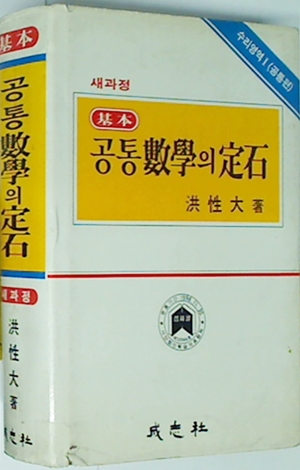 基本
공통數學의定石
새과정
洪性大著
수리영역 I (공통편)
새과정
基本
공통數學의定石
洪性大 著
成志社